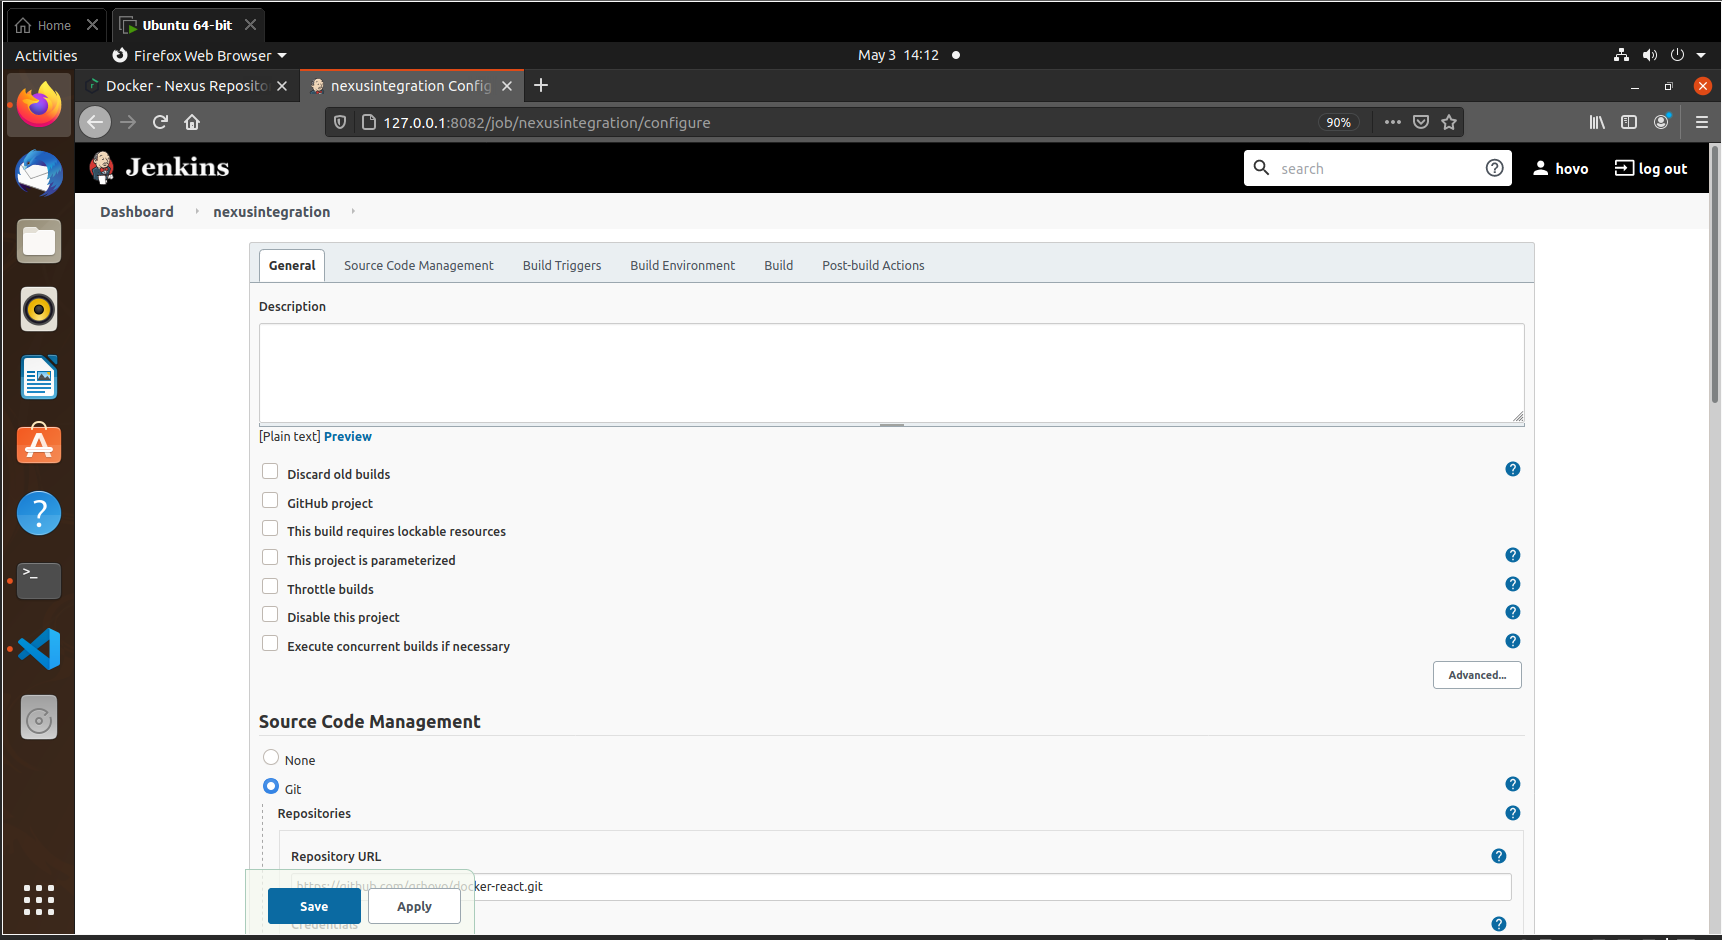 Home
Ubuntu 64-bit
Activities
Firefox Web Browser
May 3 14:12
Docker - Nexus Reposito
nexusintegration Config
127.0.0.1:8082/job/nexusintegration/configure
90%
Jenkins
search
hovo
log out
Dashboard
nexusintegration
General
Source Code Management
Build Triggers
Build Environment
Build
Post-build Actions
Description
[Plain text] Preview
Discard old builds
GitHub project
This build requires lockable resources
This project is parameterized
Throttle builds
Disable this project
Execute concurrent builds if necessary
Advanced...
Source Code Management
None
Git
Repositories
Repository URL
docker-react.git
Save
Apply
Credentials